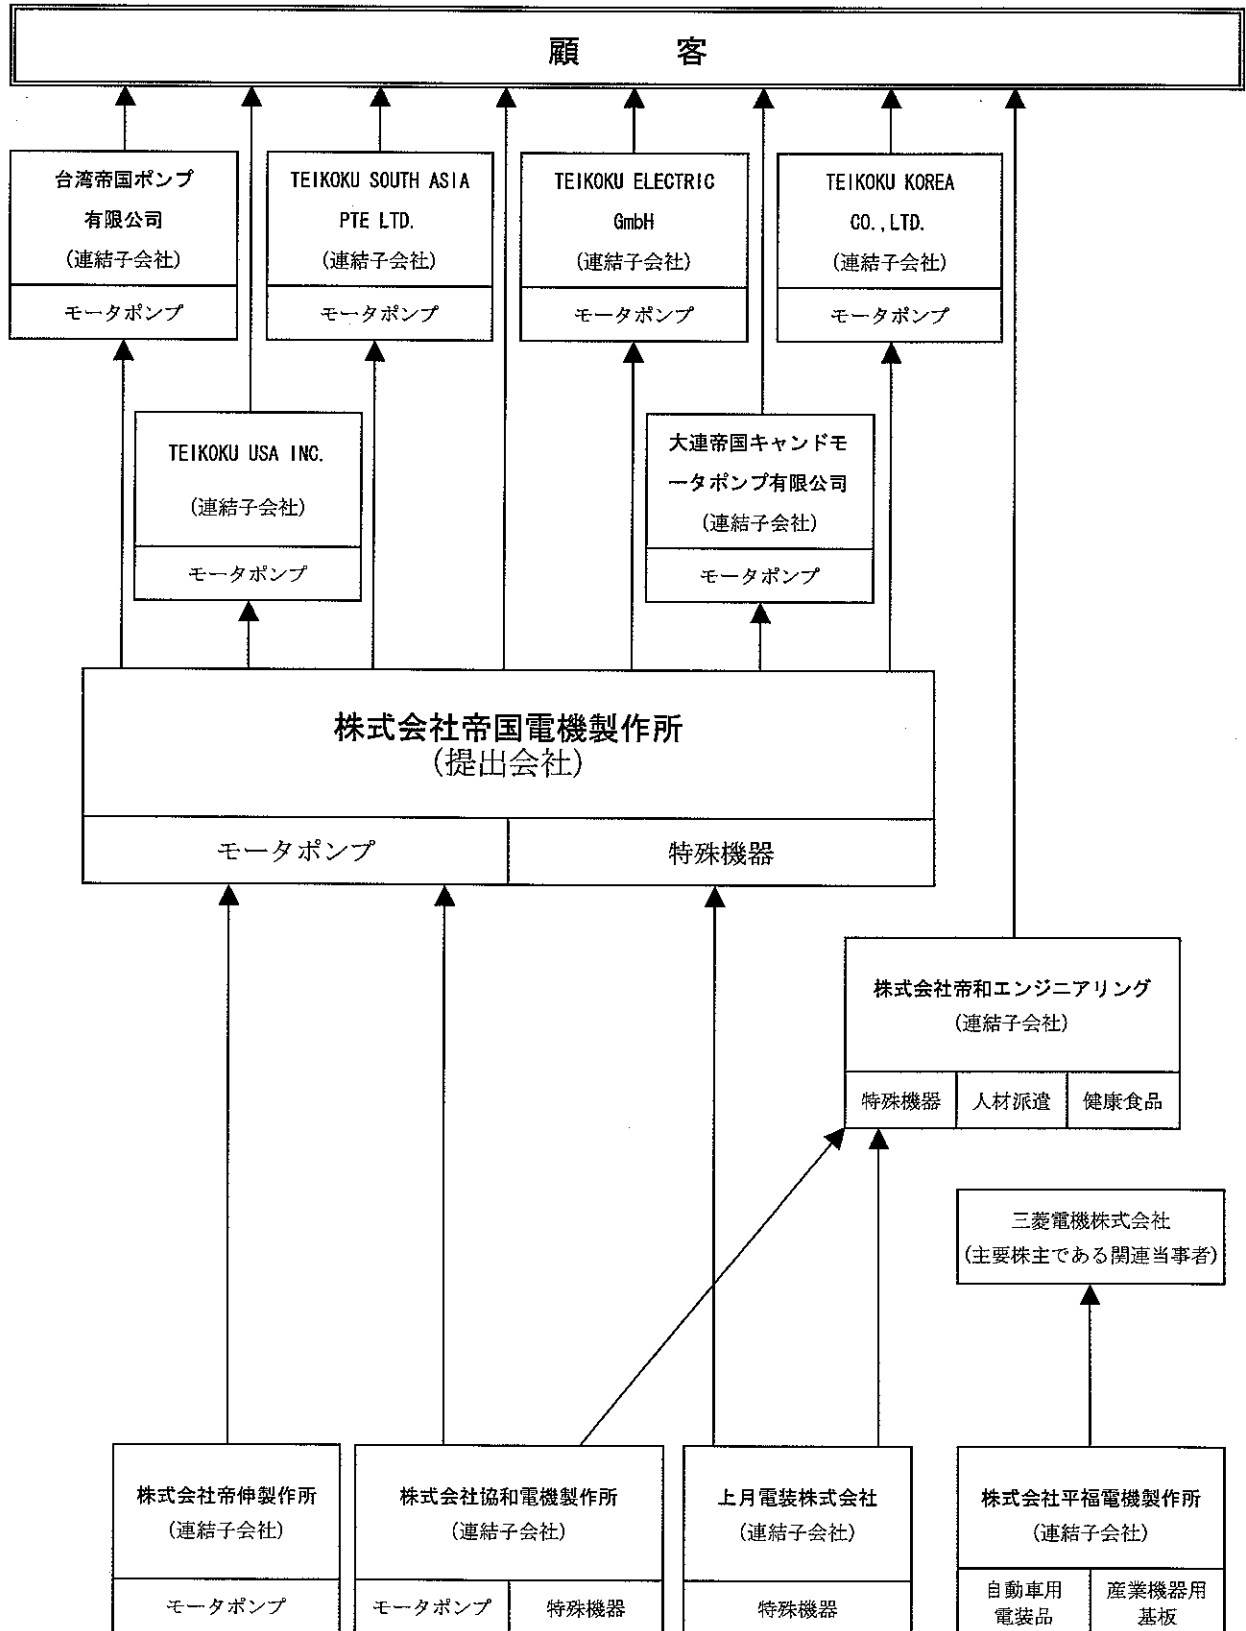 顧客
台湾帝国ポンプ
有限公司
(連結子会社)
モータポンプ
TEIKOKU SOUTH ASIA
PTE LTD.
(連結子会社)
モータポンプ
TEIKOKU ELECTRIC
GmbH
(連結子会社)
モータポンプ
TEIKOKU KOREA
CO.,LTD.
(連結子会社)
モータポンプ
TEIKOKU USA INC.
(連結子会社)
モータポンプ
大連帝国キャンドモ
ータポンプ有限公司
(連結子会社)
モータポンプ
株式会社帝国電機製作所
(提出会社)
モータポンプ
特殊機器
株式会社帝和エンジニアリング
(連結子会社)
特殊機器
人材派遣
健康食品
三菱電機株式会社
(主要株主である関連当事者)
株式会社帝伸製作所
(連結子会社)
モータポンプ
株式会社協和電機製作所
(連結子会社)
モータポンプ
特殊機器
上月電装株式会社
(連結子会社)
特殊機器
株式会社平福電機製作所
(連結子会社)
自動車用
電装品
産業機器用
基板